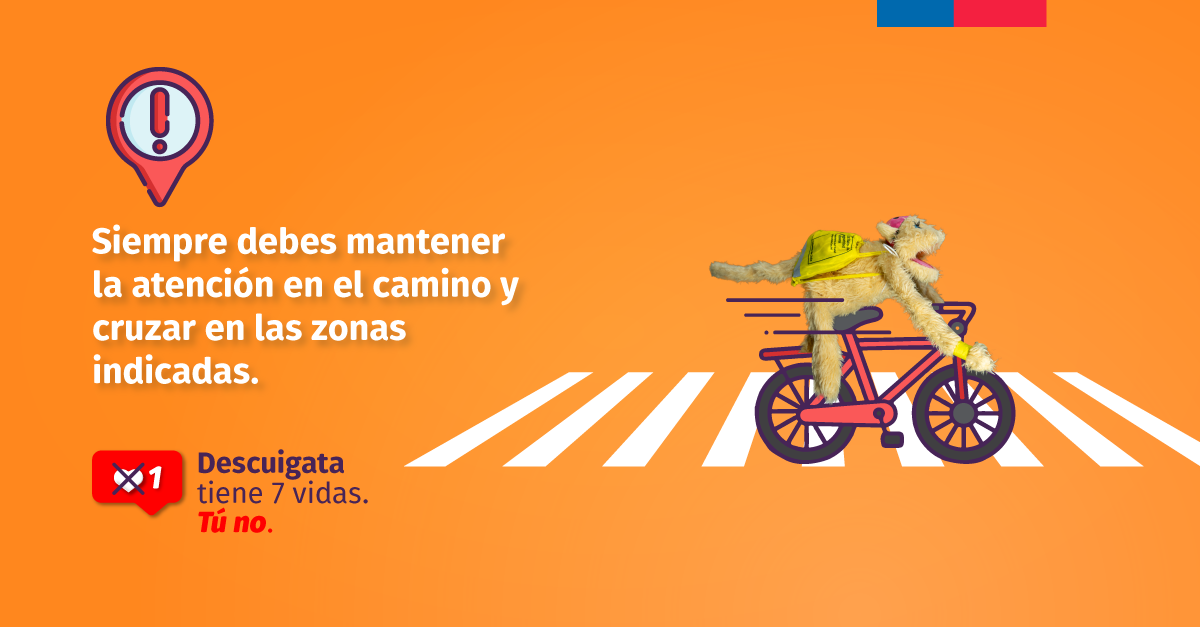 Siempre debes mantener
la atención en el camino y
cruzar en las zonas
indicadas.
1
Descuigata
tiene 7 vidas.
Tú no.